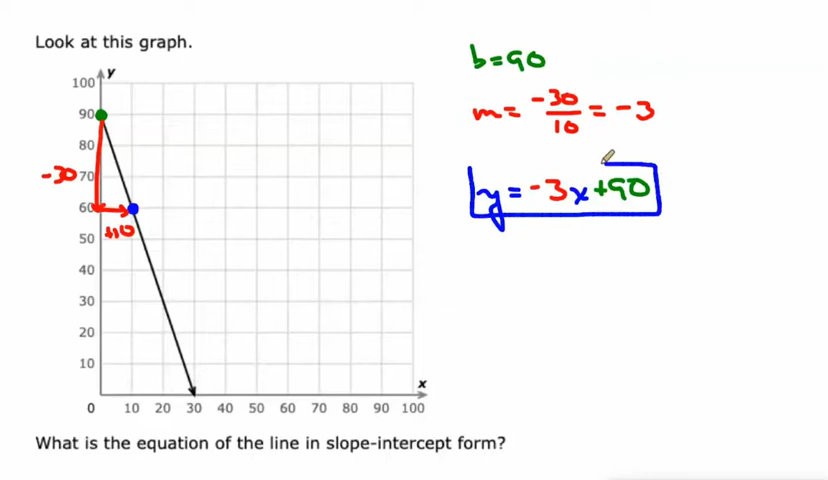 Look at this graph.
b=90
y
100
90
80
70
60
50
40
30
20
10
0
-30
+10
m = -30/10 = -3
y = -3x+90
x
10 20 30 40 50 60 70 80 90 100
What is the equation of the line in slope-intercept form?